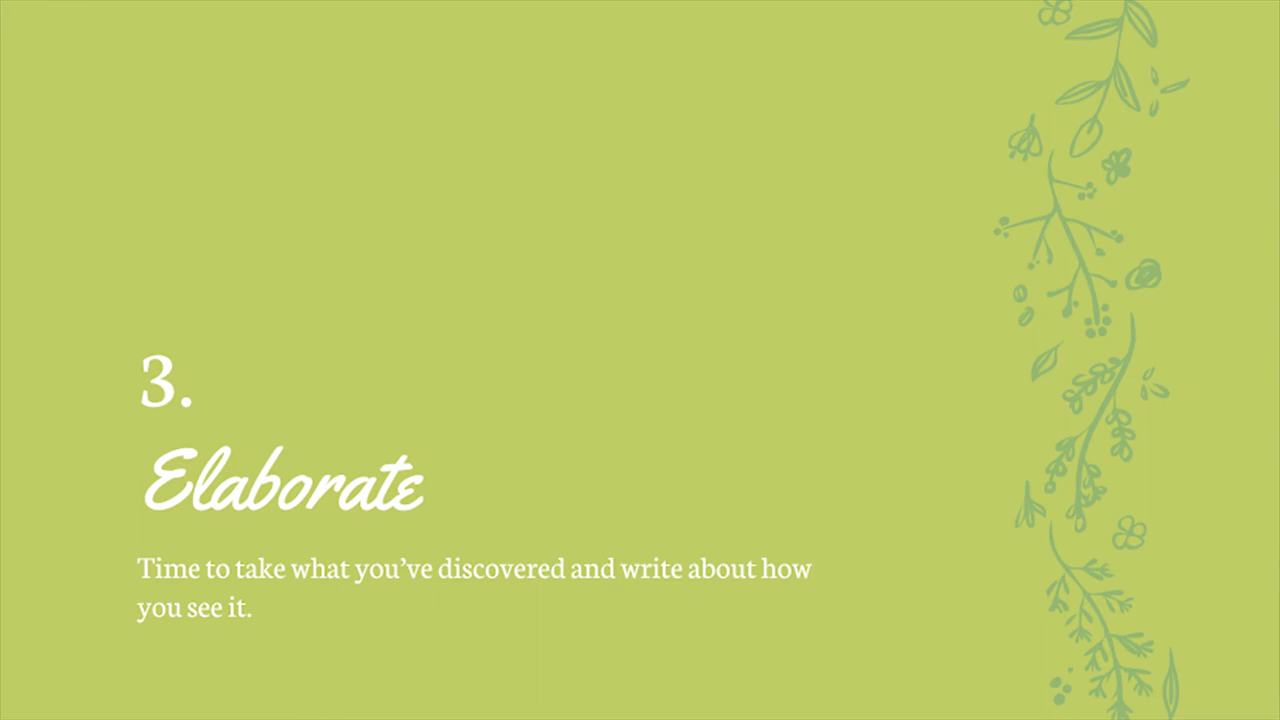 3.
Elaborate
Time to take what you’ve discovered and write about how
you see it.